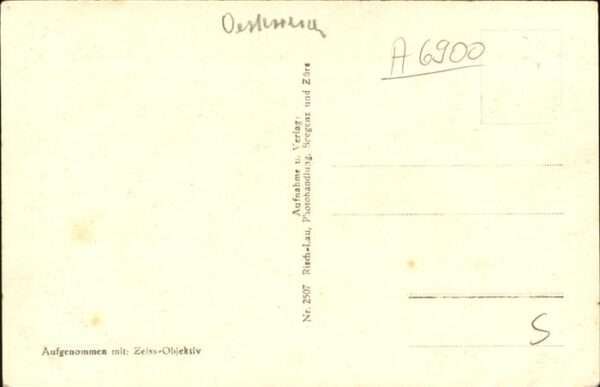 Oesterreich
A 6900
Aufnahme u. Verlag:
Nr. 2507 Risch-Lau, Photohandlung, Bregenz und Zürs
S
Aufgenommen mit: Zeiss-Objektiv